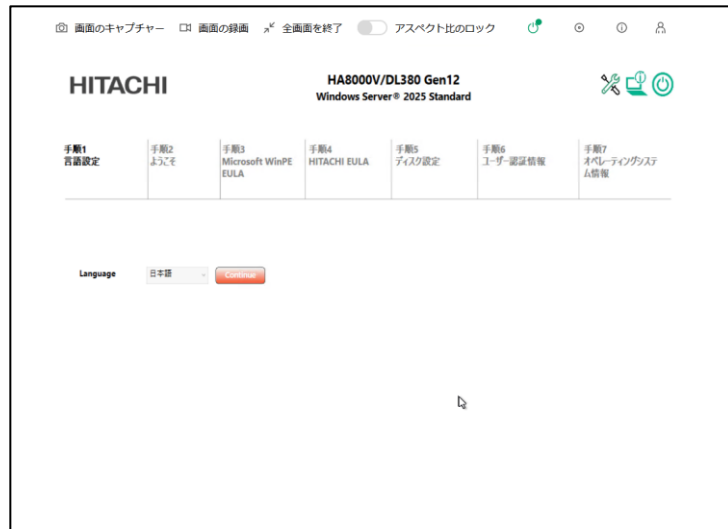 画面のキャプチャー 画面の録画 全画面を終了 アスペクト比のロック
HITACHI
HA8000V/DL380 Gen12
Windows Server® 2025 Standard
手順1
言語設定
手順2
ようこそ
手順3
Microsoft WinPE
EULA
手順4
HITACHI EULA
手順5
ディスク設定
手順6
ユーザー認証情報
手順7
オペレーティングシステ
ム情報
Language 日本語 Continue